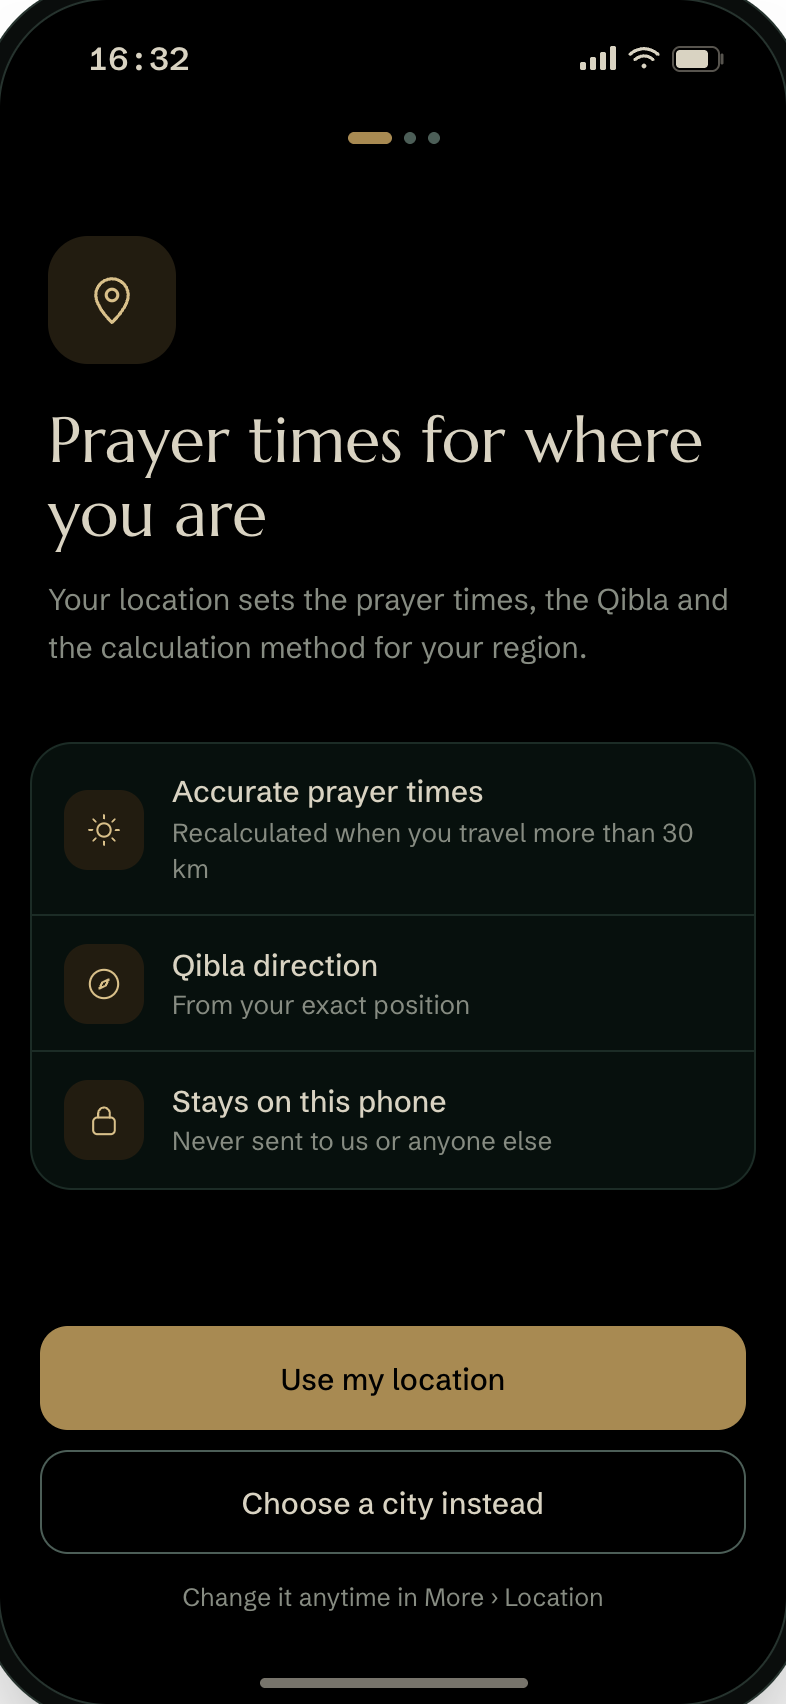 16:32
Prayer times for where
you are
Your location sets the prayer times, the Qibla and
the calculation method for your region.
Accurate prayer times
Recalculated when you travel more than 30
km
Qibla direction
From your exact position
Stays on this phone
Never sent to us or anyone else
Use my location
Choose a city instead
Change it anytime in More › Location